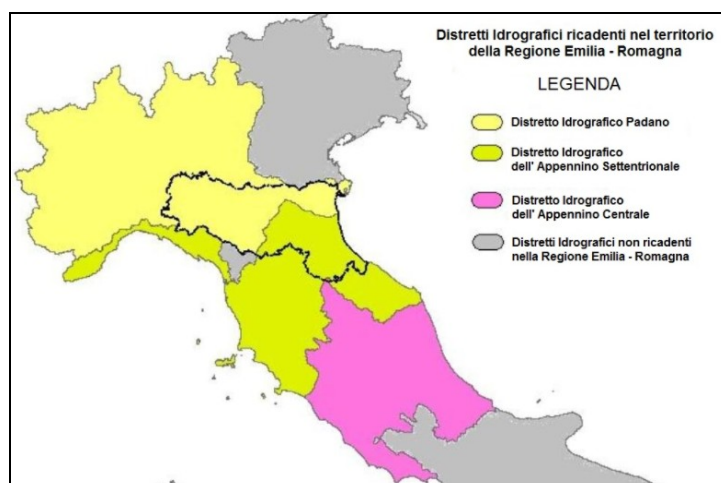 Distretti Idrografici ricadenti nel territorio
della Regione Emilia - Romagna
LEGENDA
Distretto Idrografico Padano
Distretto Idrografico
dell' Appennino Settentrionale
Distretto Idrografico
dell' Appennino Centrale
Distretti Idrografici non ricadenti
nella Regione Emilia - Romagna